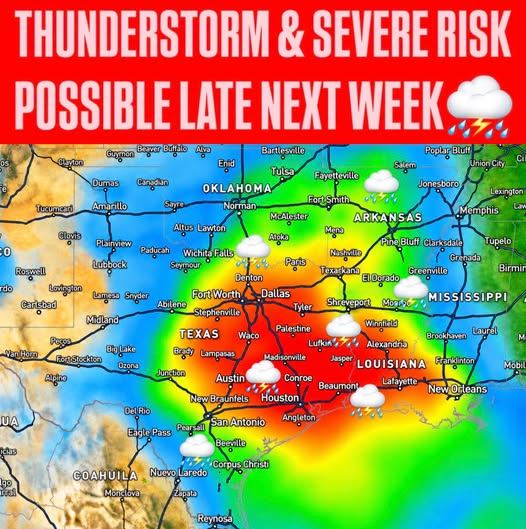 THUNDERSTORM & SEVERE RISK
POSSIBLE LATE NEXT WEEK
Guymon Beaver Buffalo Alva Bartlesville Poplar Bluff
Clayton Enid Tulsa Salem Union City
Dumas Canadian Fayetteville Jonesboro
OKLAHOMA Lexington
Tucumcari Amarillo Sayre Norman Fort Smith Memphis
McAlester ARKANSAS
Clovis Altus Lawton Atoka Mena Pine Bluff Clarksdale Tupelo
Plainview Paducah Wichita Falls Paris Nashville Grenada
Roswell Lubbock Seymour Texarkana Greenville Birmin
Denton El Dorado
Carlsbad Lovington Lamesa Snyder Fort Worth Dallas Shreveport Monr MISSISSIPPI
Abilene Stephenville Tyler
Midland TEXAS Waco Palestine Winnfield Laurel
Pecos Lufkin Brookhaven
Van Horn Big Lake Brady Lampasas Madisonville Jasper Alexandria
Fort Stockton Ozona LOUISIANA Franklinton Mobil
Alpine Junction Austin Conroe Beaumont Lafayette
New Braunfels Houston New Orleans
Del Rio San Antonio Angleton
Eagle Pass Pearsall
Beeville
COAHUILA Nuevo Laredo Corpus Christi
Monclova Zapata
Reynosa